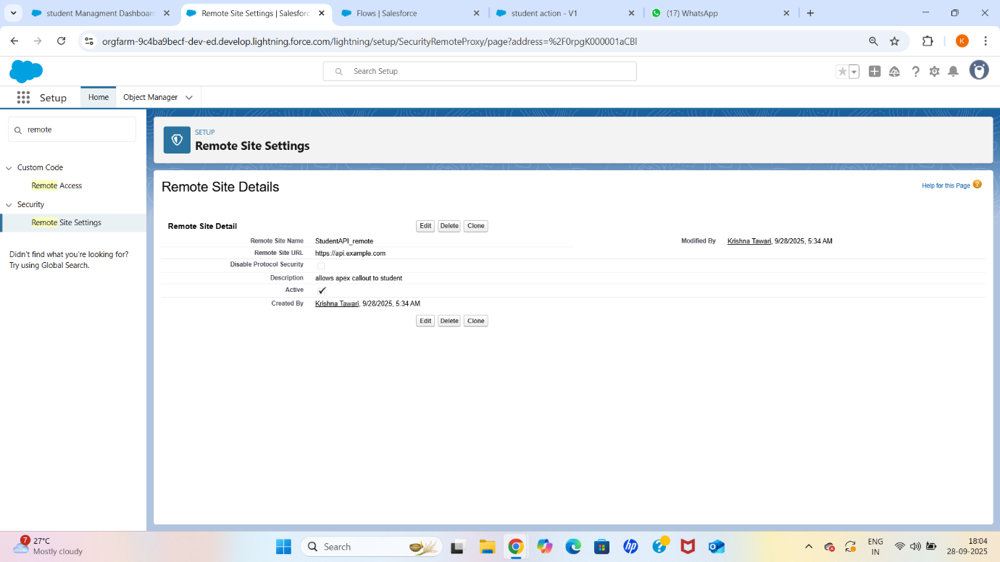 student Managment Dashboar
Remote Site Settings | Salesforc
Flows | Salesforce
student action - V1
(17) WhatsApp
orgfarm-9c4ba9becf-dev-ed.develop.lightning.force.com/lightning/setup/SecurityRemoteProxy/page?address=%2F0rpgK000001aCBl
K
Search Setup
Setup
Home
Object Manager
remote
Custom Code
Remote Access
Security
Remote Site Settings
Didn't find what you're looking for?
Try using Global Search.
SETUP
Remote Site Settings
Remote Site Details
Help for this Page
Remote Site Detail
Edit Delete Clone
Remote Site Name StudentAPI_remote
Modified By Krishna Tawari, 9/28/2025, 5:34 AM
Remote Site URL https://api.example.com
Disable Protocol Security
Description allows apex callout to student
Active
Created By Krishna Tawari, 9/28/2025, 5:34 AM
Edit Delete Clone
7
27°C
Mostly cloudy
Search
hp
ENG
IN
18:04
28-09-2025